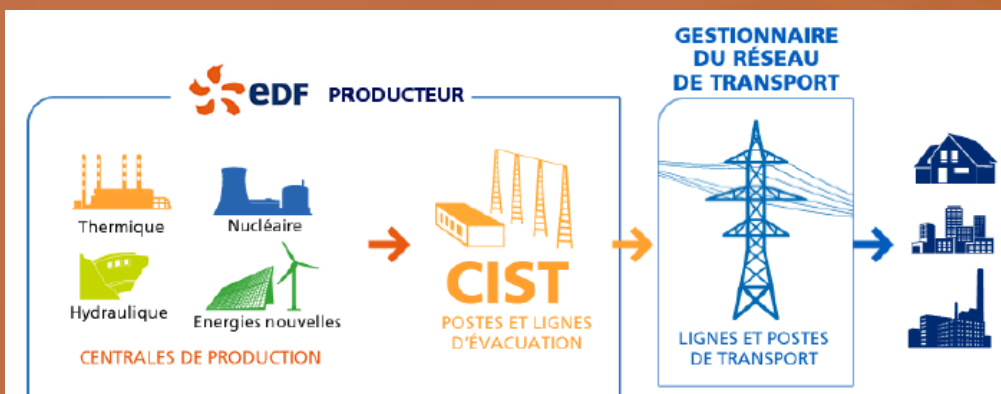 eDF PRODUCTEUR
Thermique
Nucléaire
Hydraulique
Energies nouvelles
CENTRALES DE PRODUCTION
CIST
POSTES ET LIGNES
D'ÉVACUATION
GESTIONNAIRE
DU RÉSEAU
DE TRANSPORT
LIGNES ET POSTES
DE TRANSPORT